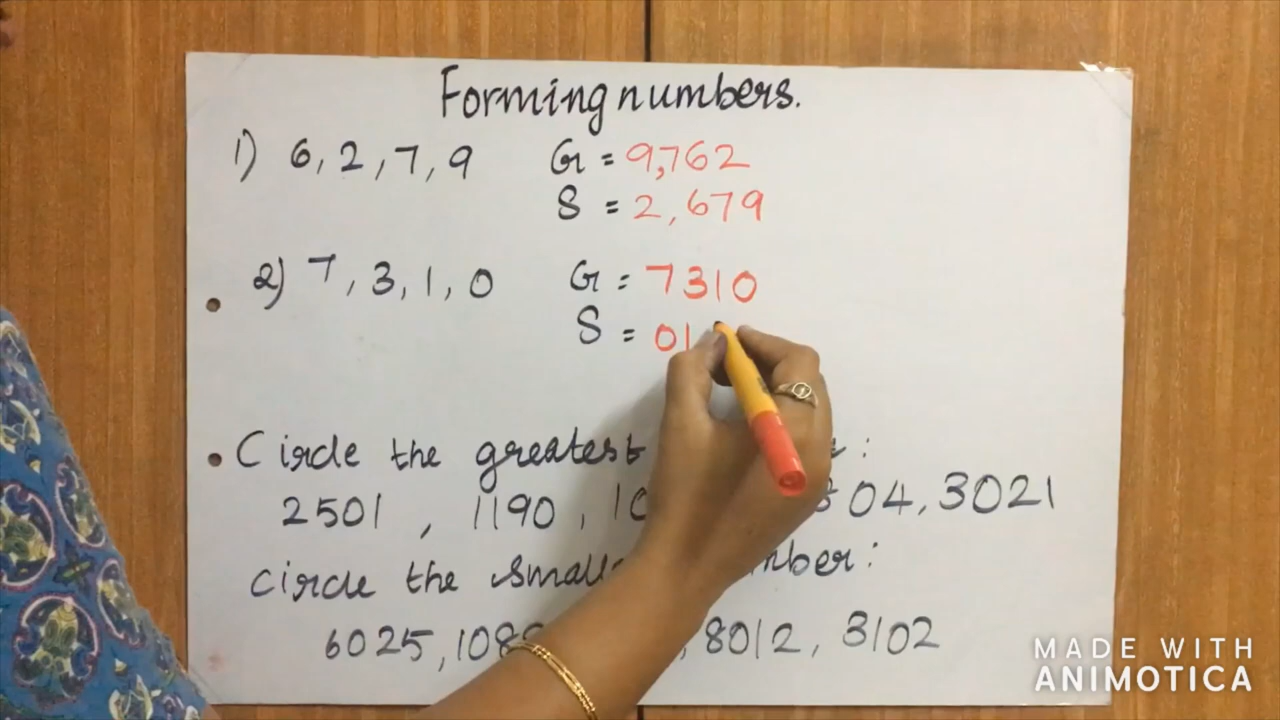 Forming numbers.
1) 6, 2, 7, 9 G = 9,762
S = 2,679
2) 7, 3, 1, 0 G = 7310
S = 01
Circle the greatest :
2501 , 1190 , 04, 3021
Circle the
6025, 8012, 3102
MADE WITH
ANIMOTICA